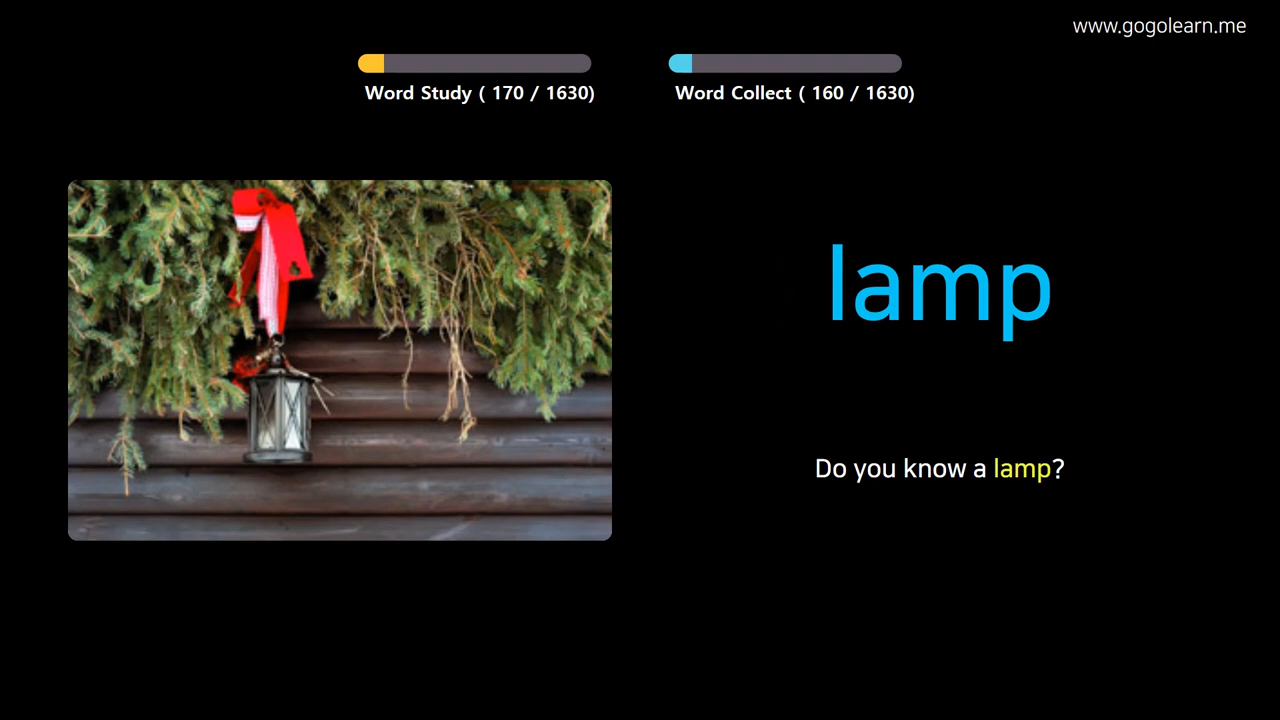 www.gogolearn.me
Word Study ( 170 / 1630)
Word Collect ( 160 / 1630)
lamp
Do you know a lamp?